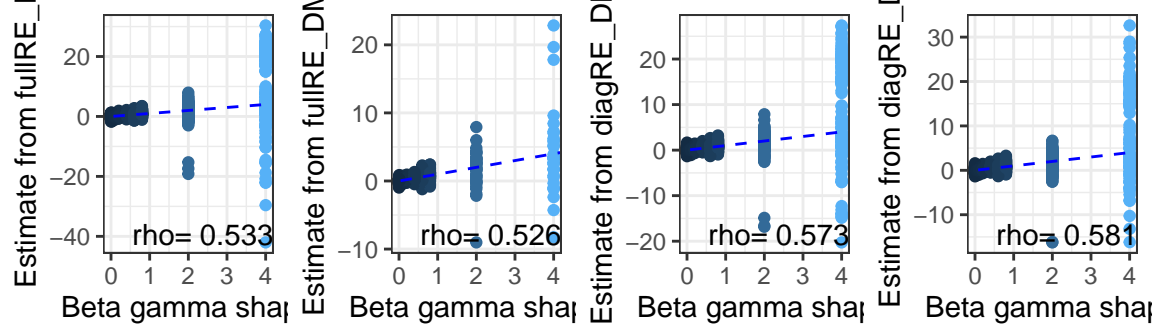 Estimate from fullRE_
20
0
−20
−40
rho= 0.533
0 1 2 3 4
Beta gamma shap
Estimate from fullRE_DM
20
10
0
−10
rho= 0.526
0 1 2 3 4
Beta gamma shap
Estimate from diagRE_D
20
10
0
−10
−20
rho= 0.573
0 1 2 3 4
Beta gamma shap
Estimate from diagRE_D
30
20
10
0
−10
rho= 0.581
0 1 2 3 4
Beta gamma shap